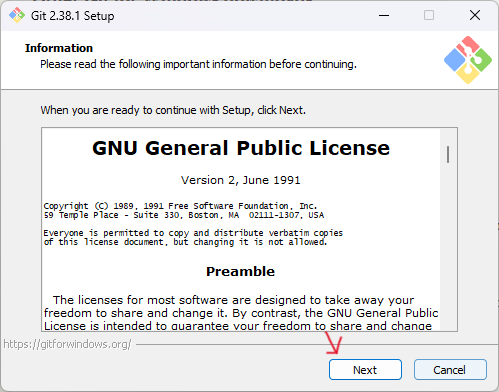 Git 2.38.1 Setup
Information
Please read the following important information before continuing.
When you are ready to continue with Setup, click Next.
GNU General Public License
Version 2, June 1991
Copyright (C) 1989, 1991 Free Software Foundation, Inc.
59 Temple Place - Suite 330, Boston, MA  02111-1307, USA
Everyone is permitted to copy and distribute verbatim copies
of this license document, but changing it is not allowed.
Preamble
The licenses for most software are designed to take away your
freedom to share and change it. By contrast, the GNU General Public
License is intended to guarantee your freedom to share and change
https://gitforwindows.org/
Next
Cancel